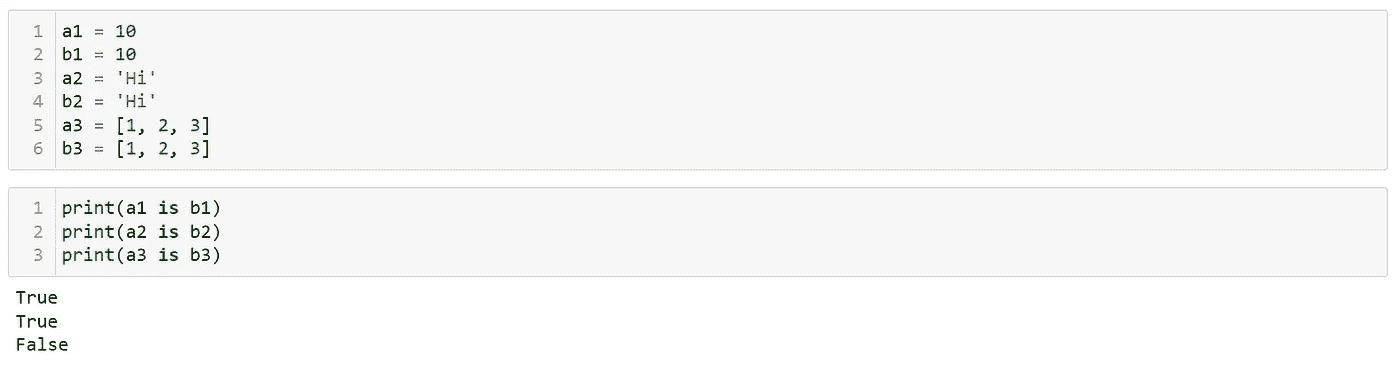 1 a1 = 10
2 b1 = 10
3 a2 = 'Hi'
4 b2 = 'Hi'
5 a3 = [1, 2, 3]
6 b3 = [1, 2, 3]
1 print(a1 is b1)
2 print(a2 is b2)
3 print(a3 is b3)
True
True
False